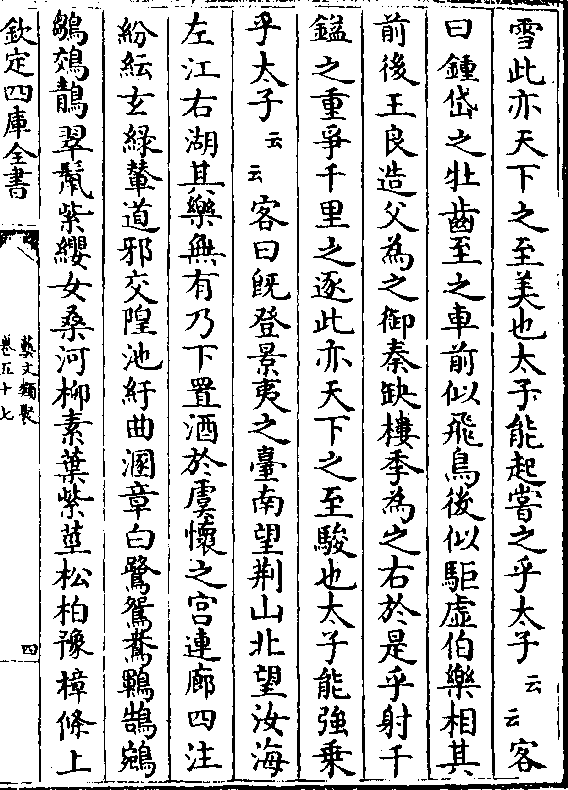 雪此亦天下之至美也太子能起嘗之乎太子云云客
曰鍾岱之牡齒至之車前似飛鳥後似駏虛伯樂相其
前後王良造父為之御秦缺樓季為之右於是乎射千
鎰之重爭千里之逐此亦天下之至駿也太子能強乗
乎太子云云客曰既登景夷之臺南望荆山北望汝海
左江右湖其樂無有乃下置酒於虞懷之宮連廊四注
紛紜玄緑輦道邪交隍池紆曲溷章白鷺鴛鴦鸀鵠鵷
鶵鵁鶄翠鬛紫纓女桑河柳素葉紫莖松柏豫樟條上
欽定四庫全書
藝文類聚
卷五十七
四